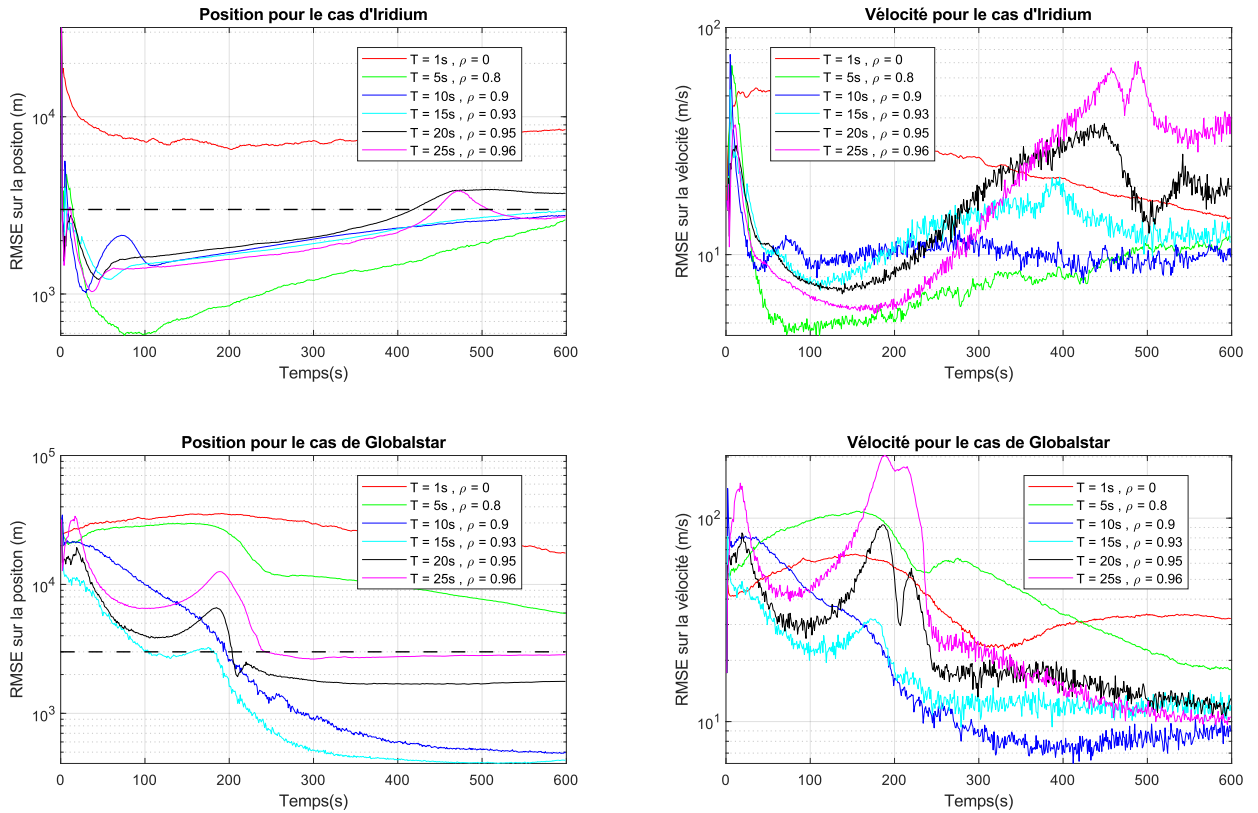 Position pour le cas d'Iridium
RMSE sur la position (m)
10^4
10^3
T = 1s , ρ = 0
T = 5s , ρ = 0.8
T = 10s , ρ = 0.9
T = 15s , ρ = 0.93
T = 20s , ρ = 0.95
T = 25s , ρ = 0.96
0 100 200 300 400 500 600
Temps(s)
Vélocité pour le cas d'Iridium
RMSE sur la vélocité (m/s)
10^2
10^1
T = 1s , ρ = 0
T = 5s , ρ = 0.8
T = 10s , ρ = 0.9
T = 15s , ρ = 0.93
T = 20s , ρ = 0.95
T = 25s , ρ = 0.96
0 100 200 300 400 500 600
Temps(s)
Position pour le cas de Globalstar
RMSE sur la position (m)
10^5
10^4
10^3
T = 1s , ρ = 0
T = 5s , ρ = 0.8
T = 10s , ρ = 0.9
T = 15s , ρ = 0.93
T = 20s , ρ = 0.95
T = 25s , ρ = 0.96
0 100 200 300 400 500 600
Temps(s)
Vélocité pour le cas de Globalstar
RMSE sur la vélocité (m/s)
10^2
10^1
T = 1s , ρ = 0
T = 5s , ρ = 0.8
T = 10s , ρ = 0.9
T = 15s , ρ = 0.93
T = 20s , ρ = 0.95
T = 25s , ρ = 0.96
0 100 200 300 400 500 600
Temps(s)